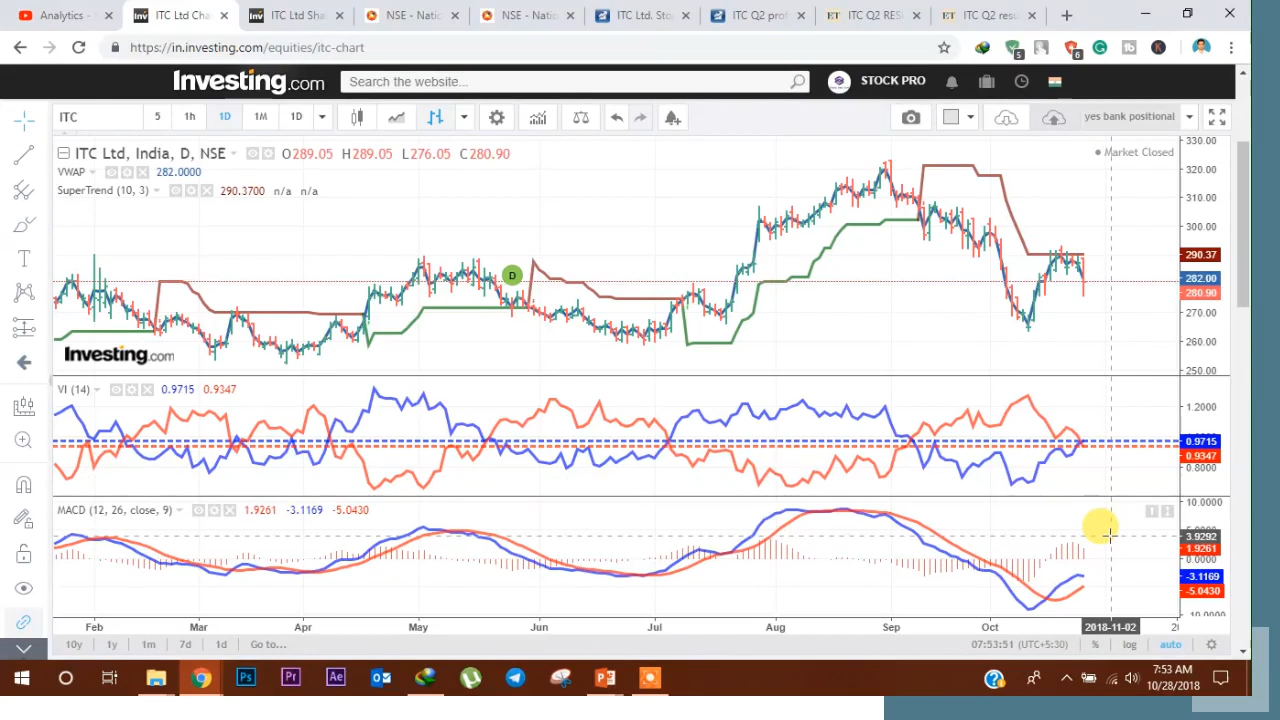 Analytics -
ITC Ltd Cha
ITC Ltd Sha
NSE - Natio
NSE - Nation
ITC Ltd. Sto
ITC Q2 prof
ITC Q2 RES
ITC Q2 resu
https://in.investing.com/equities/itc-chart
5
6
Investing.com
Search the website...
STOCK PRO
ITC
5
1h
1D
1M
1D
yes bank positional
ITC Ltd, India, D, NSE
O289.05 H289.05 L276.05 C280.90
Market Closed
VWAP
282.0000
SuperTrend (10, 3)
290.3700 n/a n/a
D
Investing.com
330.00
320.00
310.00
300.00
290.37
282.00
280.90
270.00
260.00
250.00
VI (14)
0.9715 0.9347
1.2000
0.9715
0.9347
0.8000
MACD (12, 26, close, 9)
1.9261 -3.1169 -5.0430
10.0000
5.0000
3.9292
1.9261
0.0000
-3.1169
-5.0430
-10.0000
Feb Mar Apr May Jun Jul Aug Sep Oct 2018-11-02
10y 1y 1m 7d 1d Go to...
07:53:51 (UTC+5:30) % log auto
Ps
Pr
Ae
7:53 AM
10/28/2018